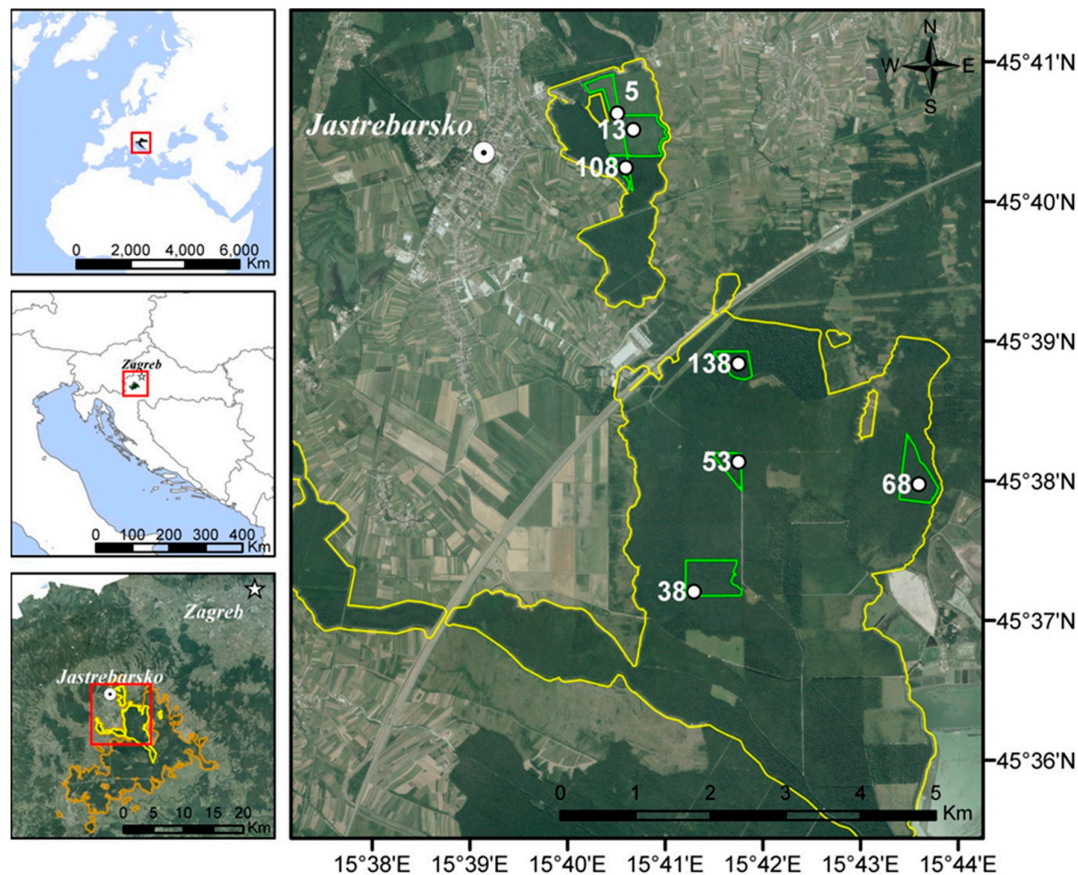 0 2,000 4,000 6,000
Km
Zagreb
0 100 200 300 400
Km
Zagreb
Jastrebarsko
0 5 10 15 20
Km
N
W E
S
Jastrebarsko
5
13
108
138
53
68
38
0 1 2 3 4 5
Km
45°41'N
45°40'N
45°39'N
45°38'N
45°37'N
45°36'N
15°38'E 15°39'E 15°40'E 15°41'E 15°42'E 15°43'E 15°44'E